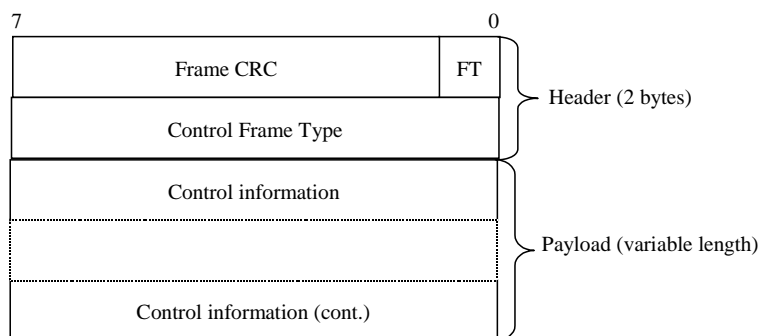 7 0
Frame CRC FT
Header (2 bytes)
Control Frame Type
Control information
Payload (variable length)
Control information (cont.)